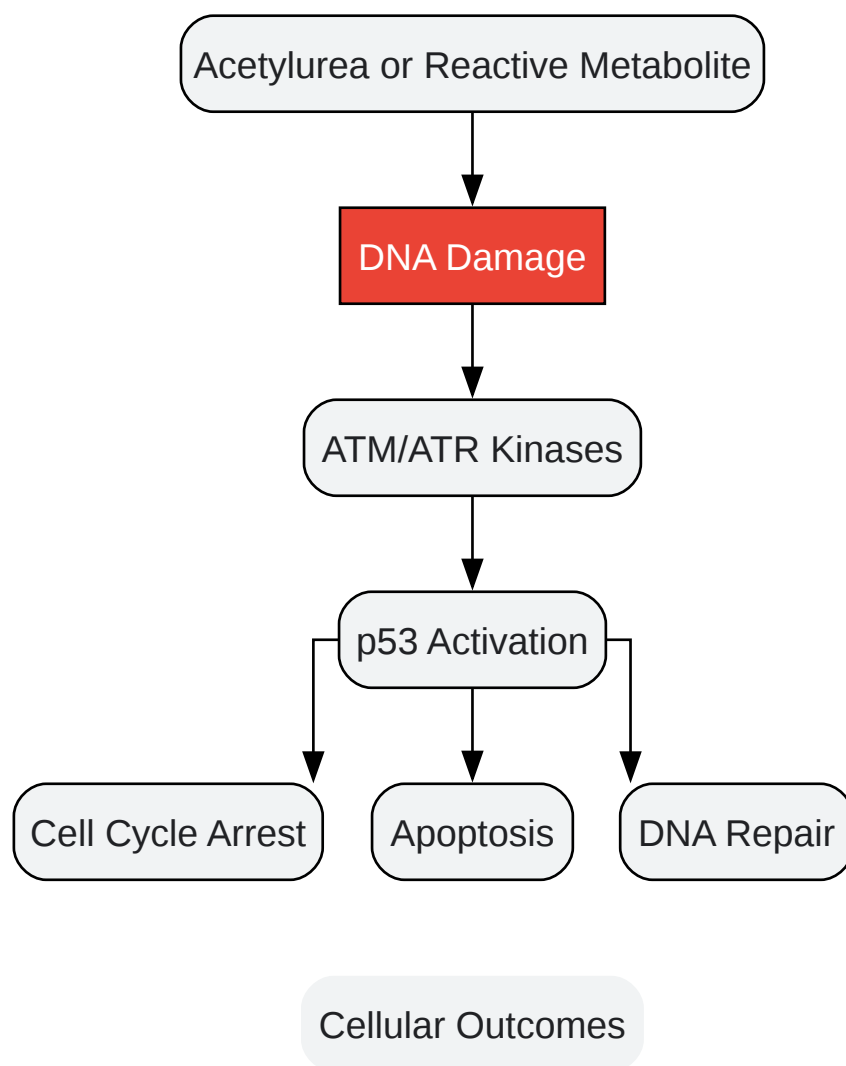 Acetylurea or Reactive Metabolite
DNA Damage
ATM/ATR Kinases
p53 Activation
Cell Cycle Arrest
Apoptosis
DNA Repair
Cellular Outcomes